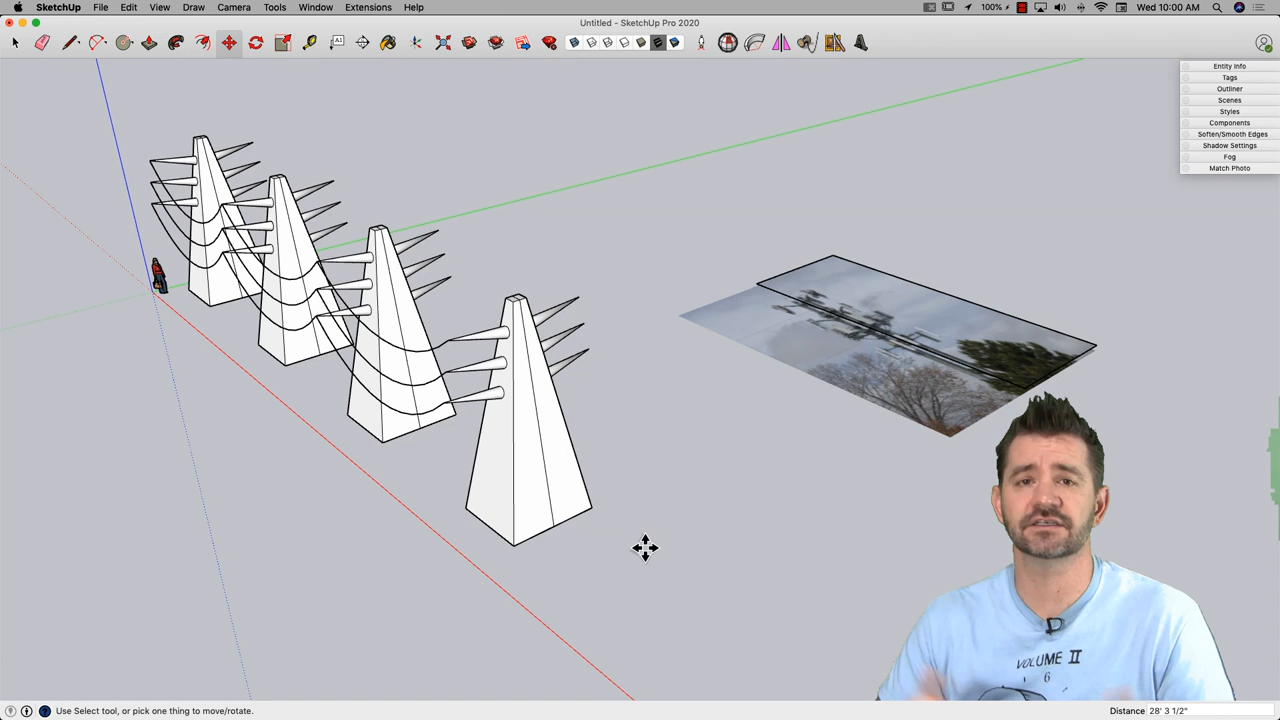 SketchUp File Edit View Draw Camera Tools Window Extensions Help 100% Wed 10:00 AM
Untitled - SketchUp Pro 2020
Entity Info
Tags
Outliner
Scenes
Styles
Components
Soften/Smooth Edges
Shadow Settings
Fog
Match Photo
VOLUME II
6
Use Select tool, or pick one thing to move/rotate. Distance 28' 3 1/2"